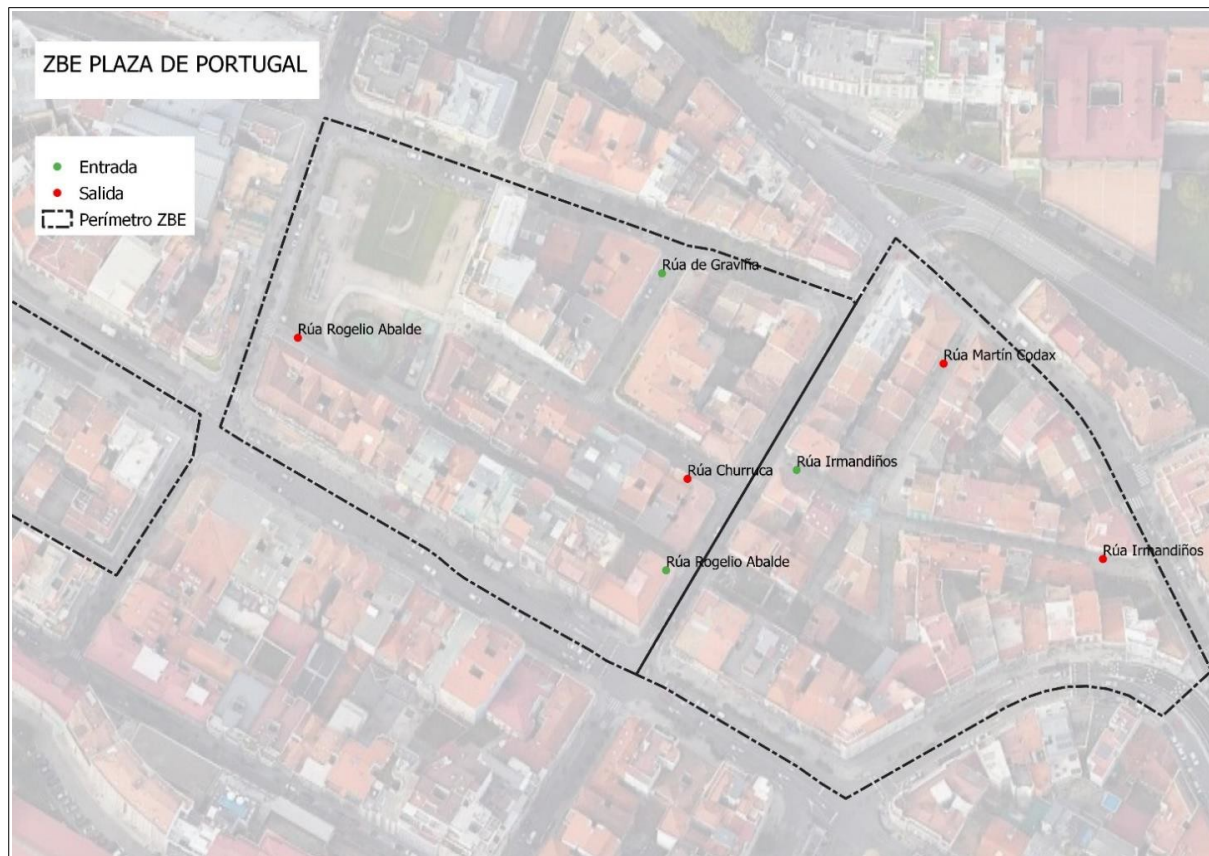 ZBE PLAZA DE PORTUGAL
Entrada
Salida
Perímetro ZBE
Rúa de Graviña
Rúa Rogelio Abalde
Rúa Martín Codax
Rúa Irmandiños
Rúa Churruca
Rúa Irmandiños
Rúa Rogelio Abalde